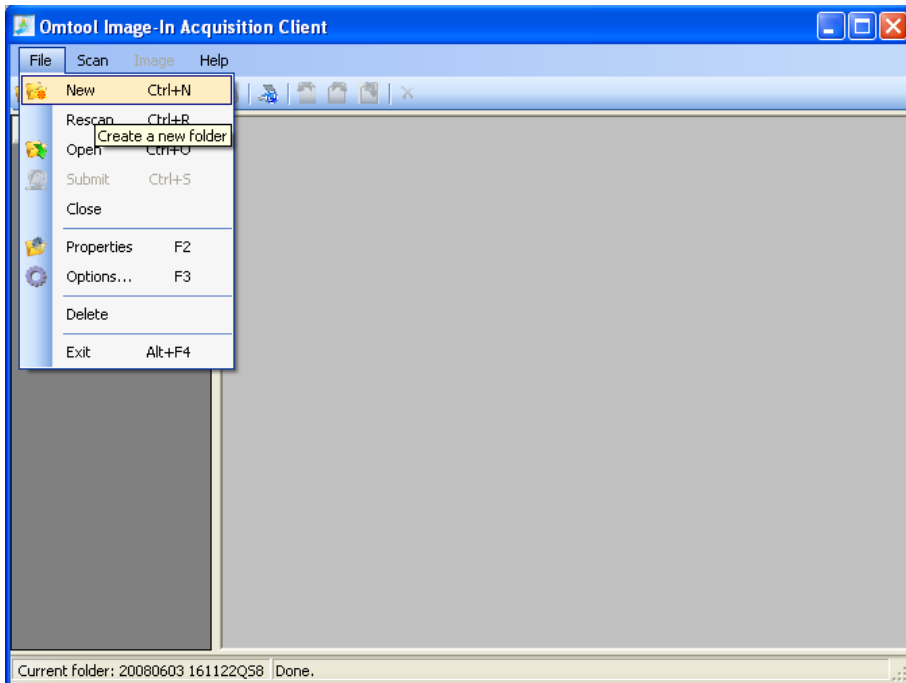 Omtool Image-In Acquisition Client
File Scan Image Help
New Ctrl+N
Rescan Ctrl+R
Create a new folder
Open Ctrl+O
Submit Ctrl+S
Close
Properties F2
Options... F3
Delete
Exit Alt+F4
Current folder: 20080603 161122QS8 Done.